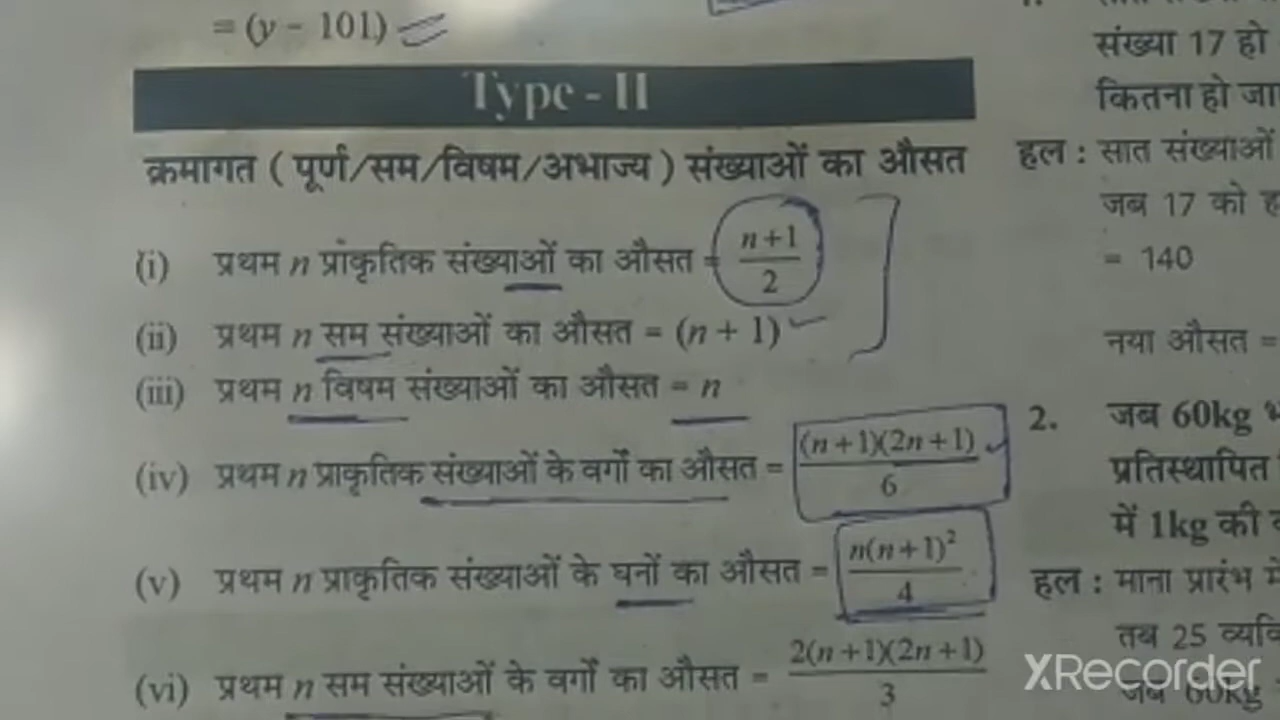 = (y – 101)
Type - II
क्रमागत ( पूर्ण/सम/विषम/अभाज्य ) संख्याओं का औसत
(i) प्रथम n प्राकृतिक संख्याओं का औसत = (n+1)/2
(ii) प्रथम n सम संख्याओं का औसत = (n + 1)
(iii) प्रथम n विषम संख्याओं का औसत = n
(iv) प्रथम n प्राकृतिक संख्याओं के वर्गों का औसत = (n+1)(2n+1)/6
(v) प्रथम n प्राकृतिक संख्याओं के घनों का औसत = n(n+1)²/4
(vi) प्रथम n सम संख्याओं के वर्गों का औसत = 2(n+1)(2n+1)/3
संख्या 17 हो
कितना हो
हल : सात संख्याओं
जब 17 को
= 140
नया औसत =
2. जब 60kg
प्रतिस्थापित
में 1kg की
हल : माना प्रारंभ
तब 25
जब 60kg
XRecorder